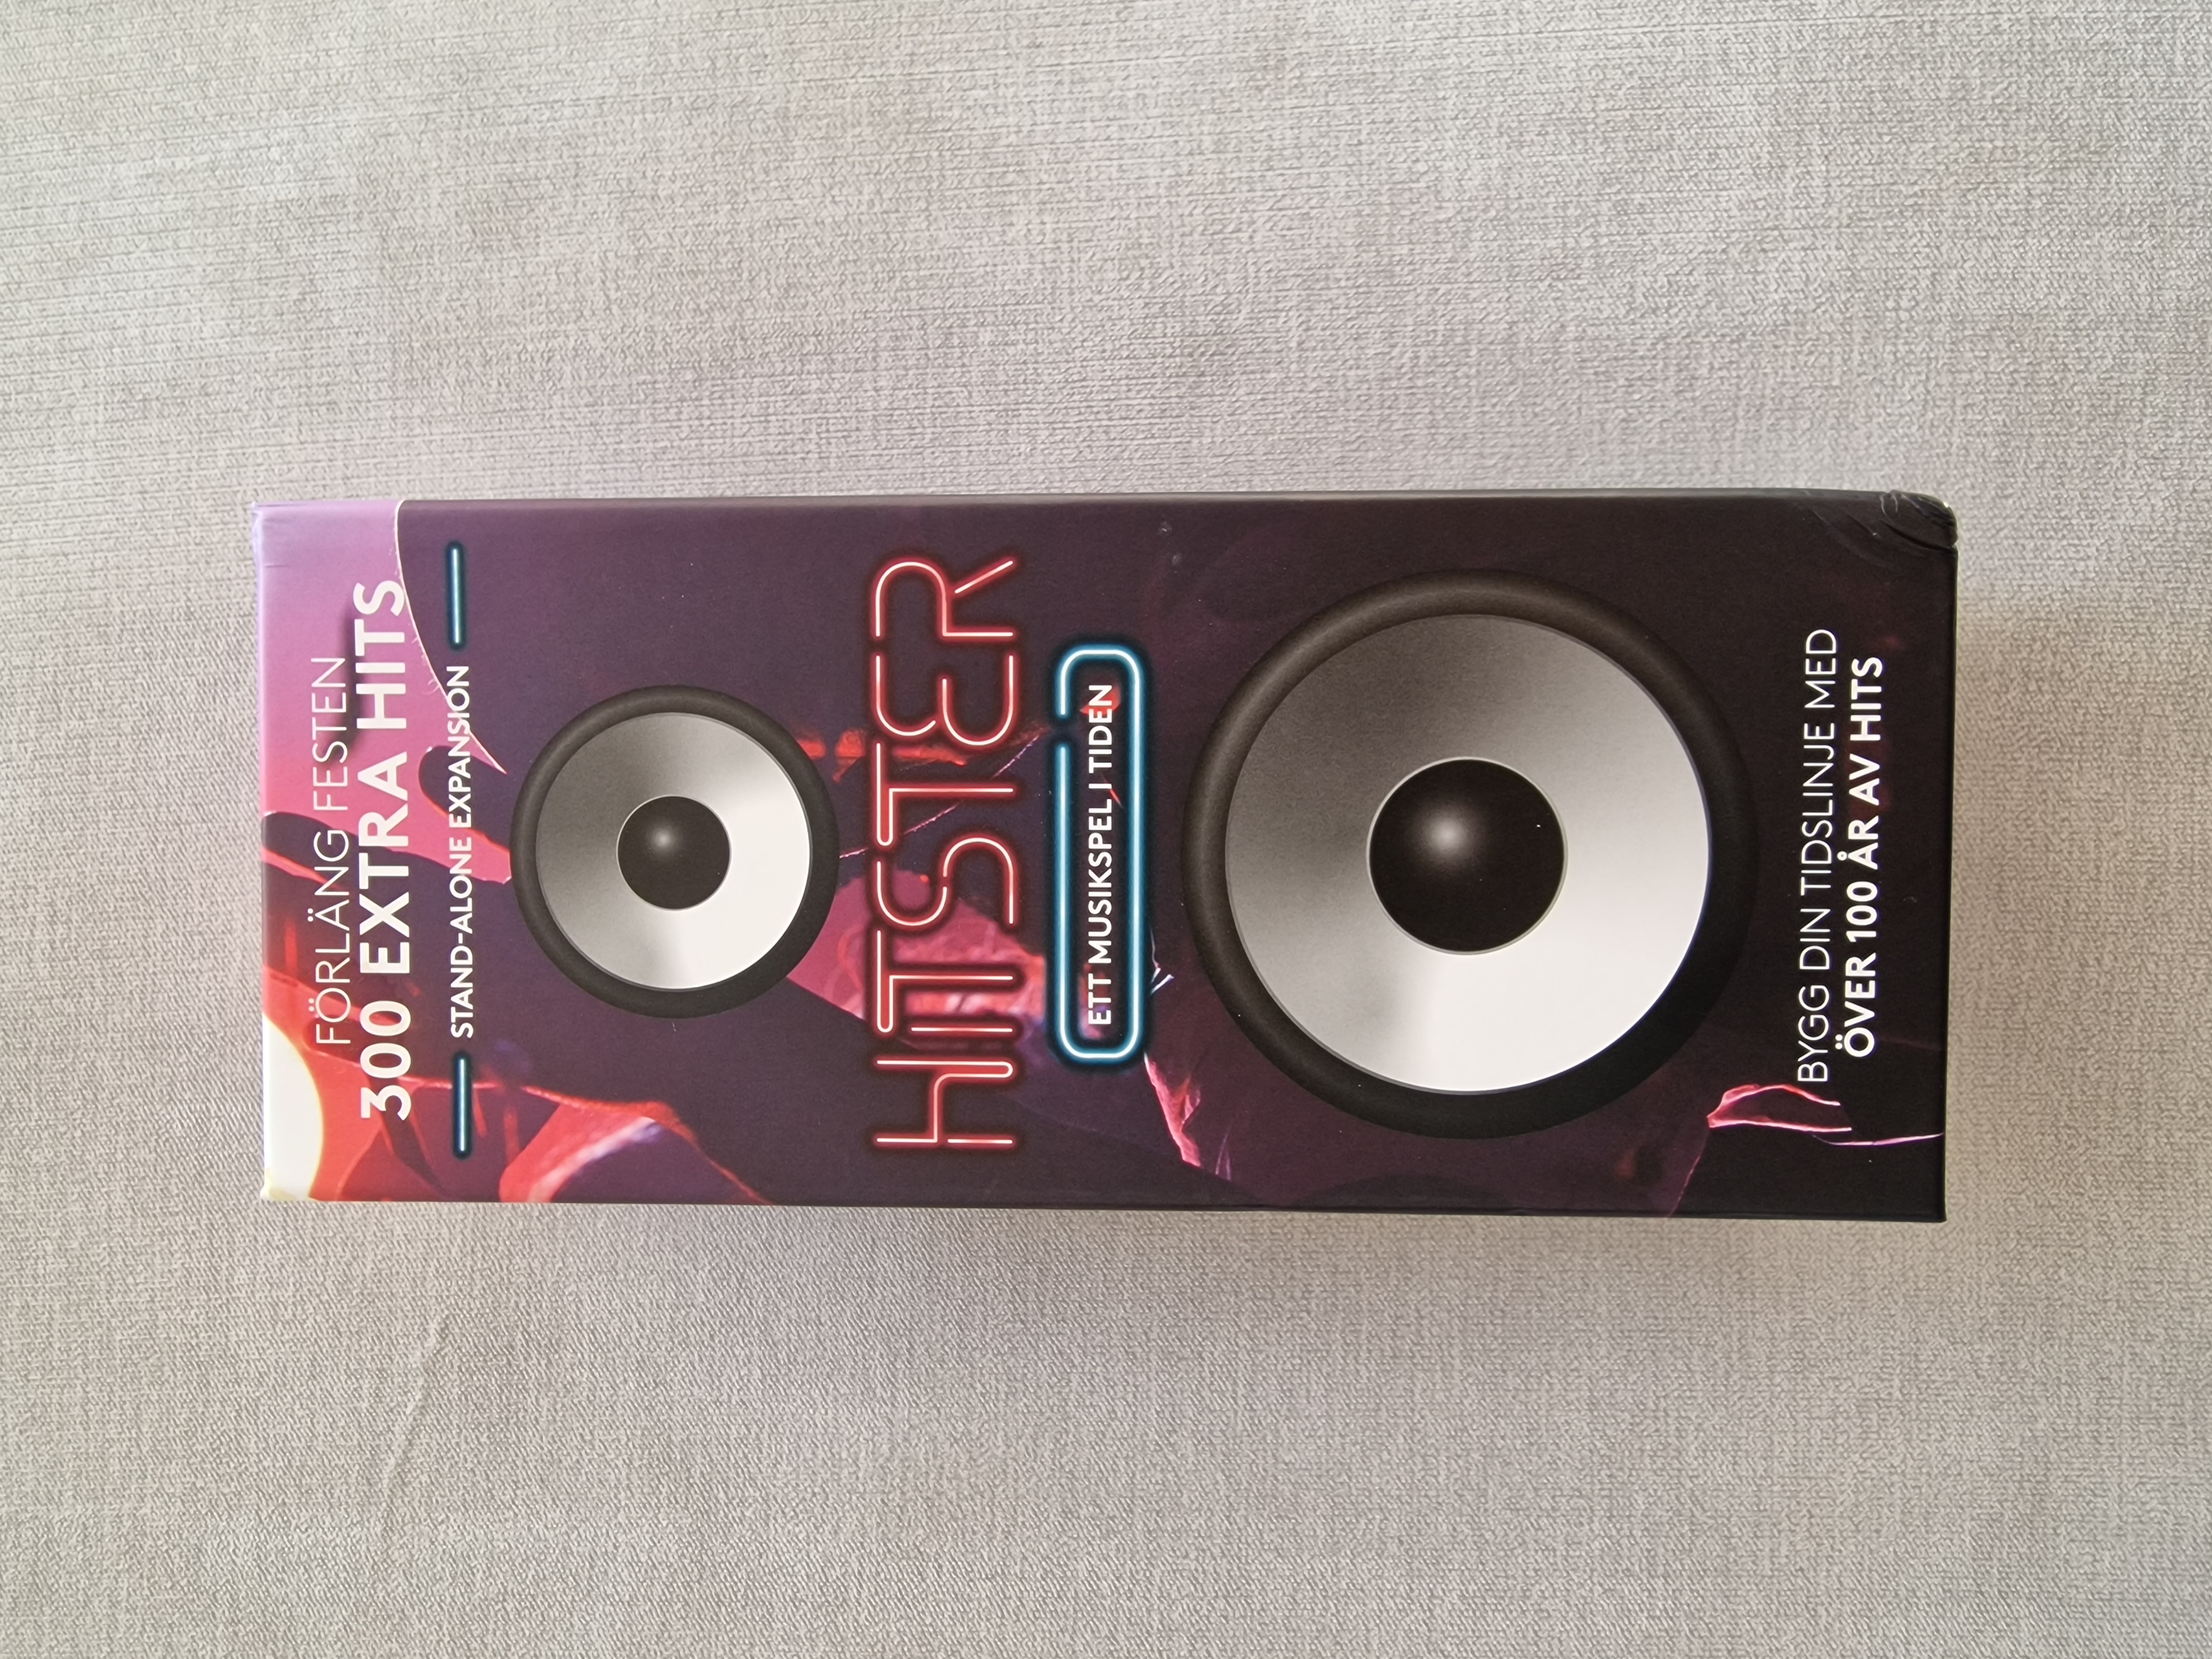 FÖRLÄNG FESTEN
300 EXTRA HITS
STAND-ALONE EXPANSION
HITSTER
ETT MUSIKSPEL I TIDEN
BYGG DIN TIDSLINJE MED
ÖVER 100 ÅR AV HITS